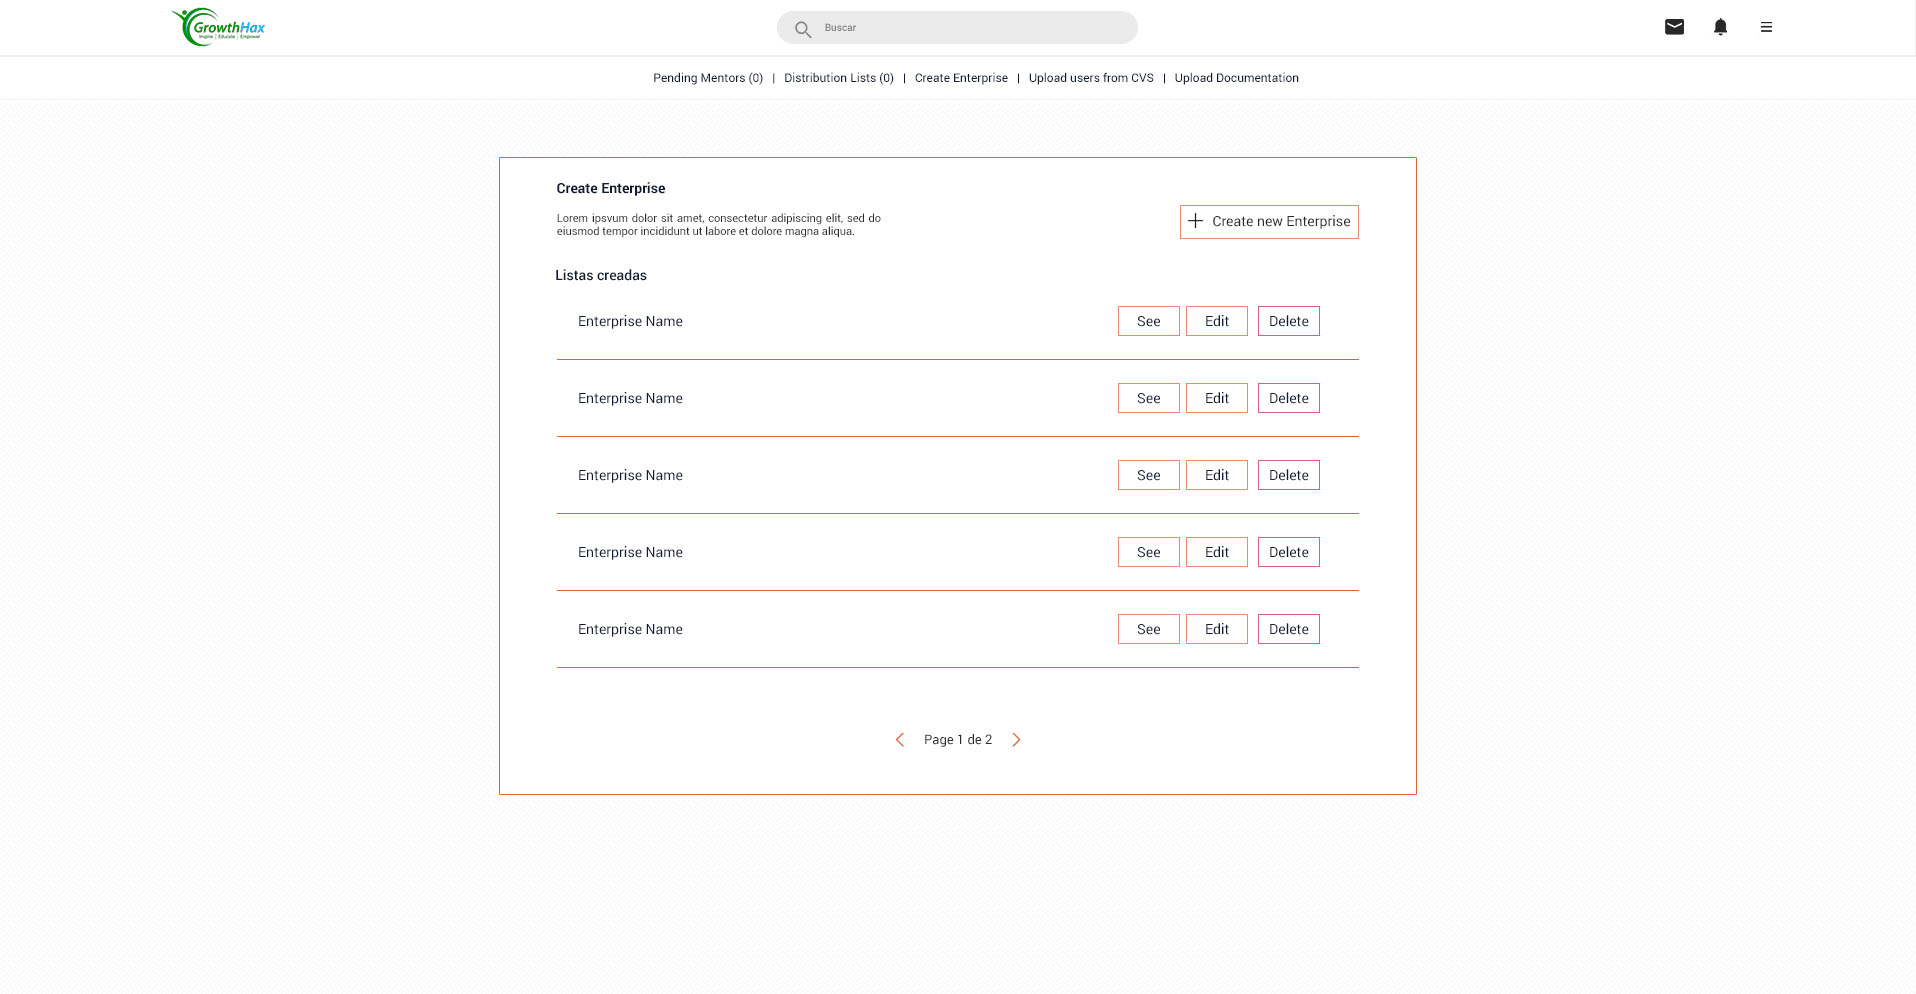 GrowthHax
Inspire | Educate | Empower
Buscar
Pending Mentors (0) | Distribution Lists (0) | Create Enterprise | Upload users from CVS | Upload Documentation
Create Enterprise
Lorem ipsvum dolor sit amet, consectetur adipiscing elit, sed do
eiusmod tempor incididunt ut labore et dolore magna aliqua.
Create new Enterprise
Listas creadas
Enterprise Name See Edit Delete
Enterprise Name See Edit Delete
Enterprise Name See Edit Delete
Enterprise Name See Edit Delete
Enterprise Name See Edit Delete
Page 1 de 2